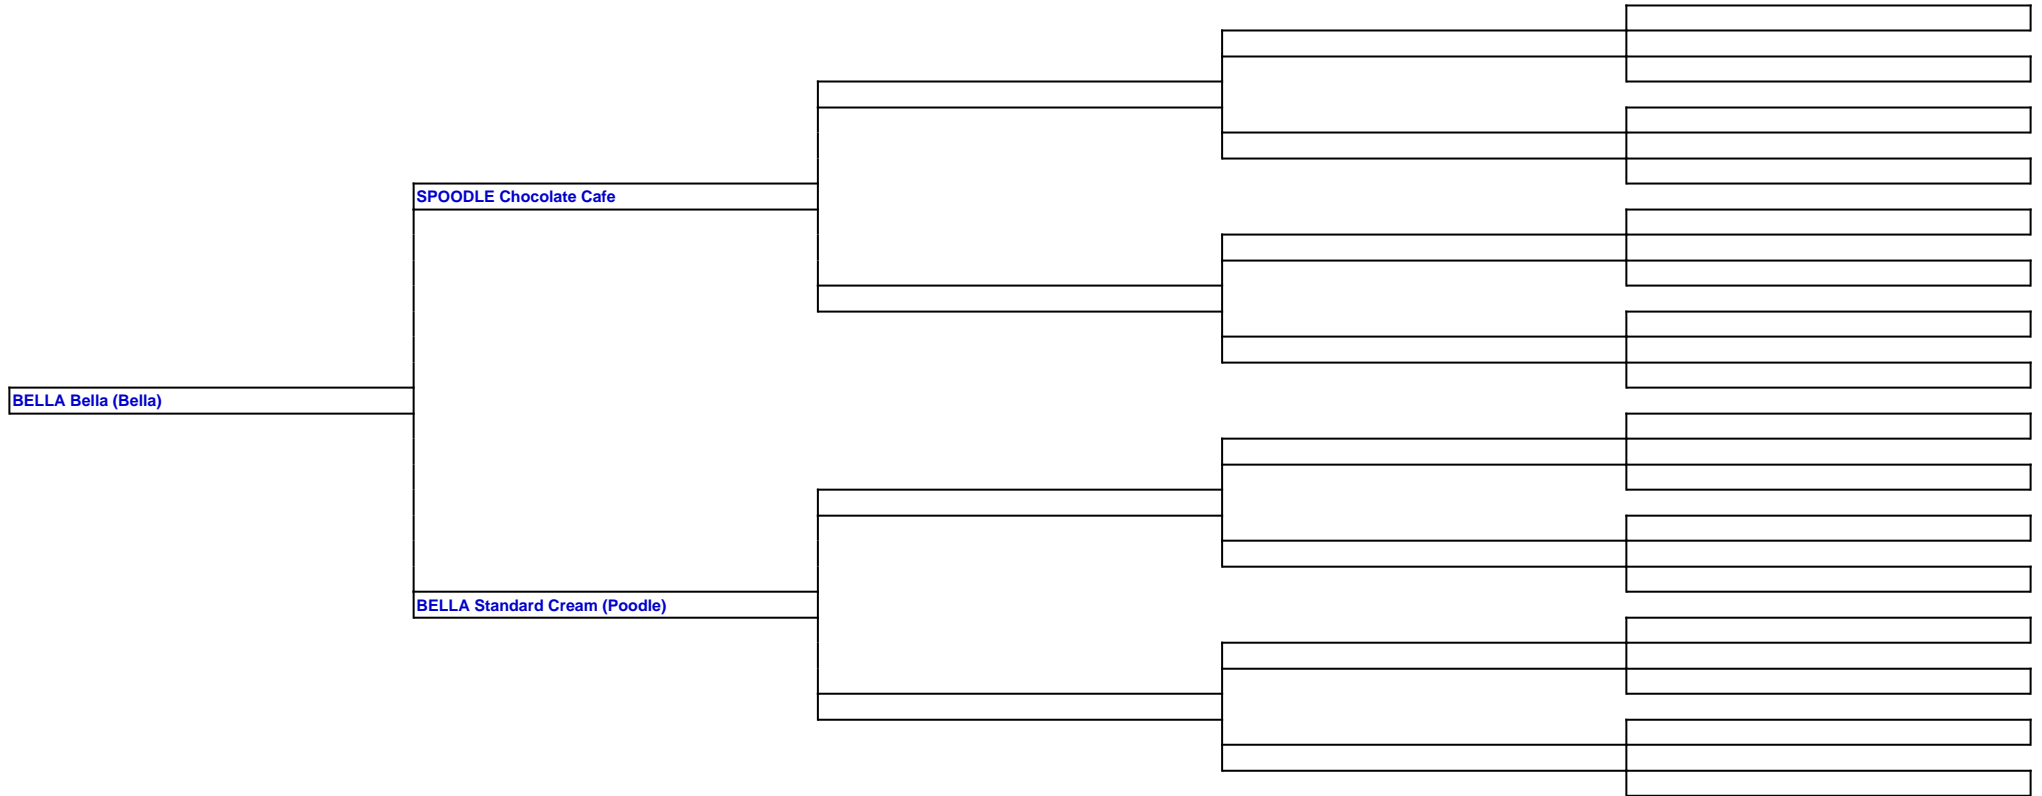 SPOODLE Chocolate Cafe
BELLA Bella (Bella)
BELLA Standard Cream (Poodle)